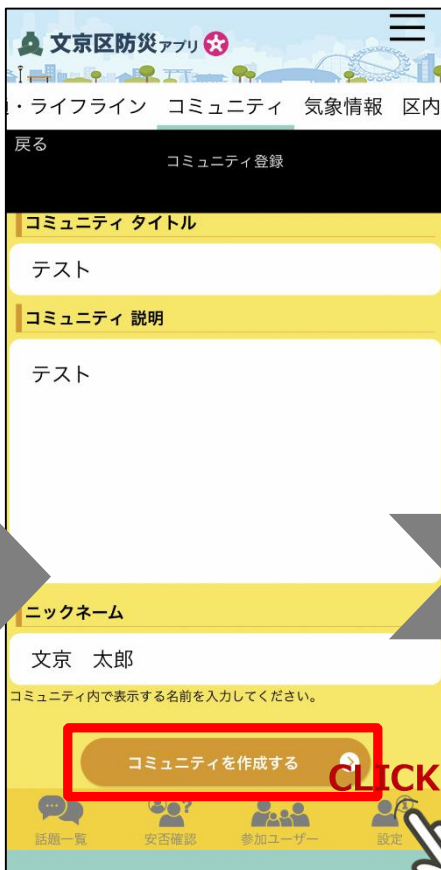 文京区防災アプリ
・ライフライン コミュニティ 気象情報 区内
戻る
コミュニティ登録
コミュニティ タイトル
テスト
コミュニティ 説明
テスト
ニックネーム
文京 太郎
コミュニティ内で表示する名前を入力してください。
コミュニティを作成する
CLICK
話題一覧 安否確認 参加ユーザー 設定